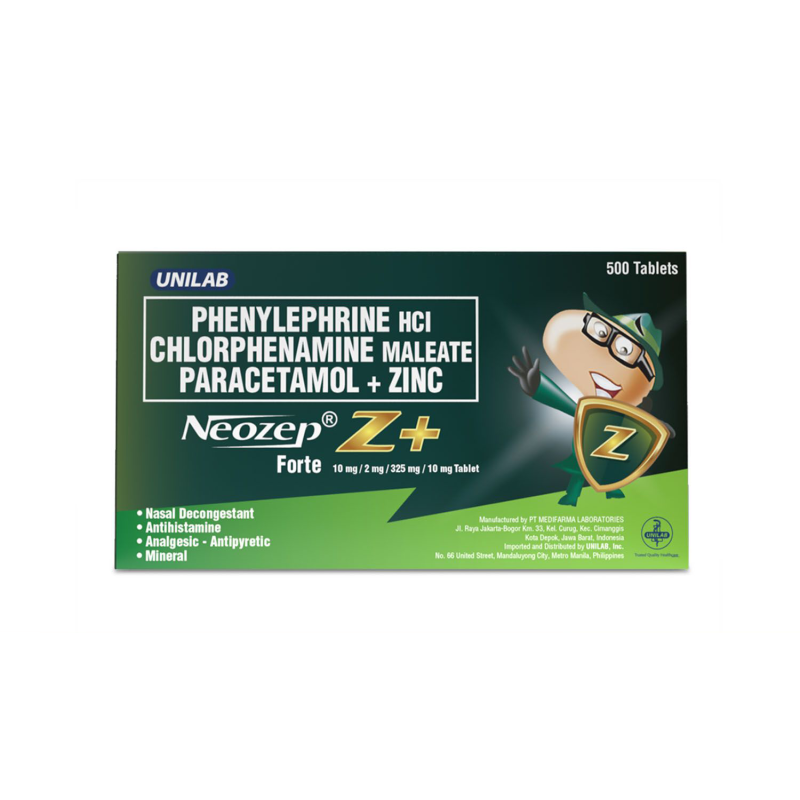 UNILAB
500 Tablets
PHENYLEPHRINE HCl
CHLORPHENAMINE MALEATE
PARACETAMOL + ZINC
Neozep® Z+
Forte 10 mg / 2 mg / 325 mg / 10 mg Tablet
Z
• Nasal Decongestant
• Antihistamine
• Analgesic - Antipyretic
• Mineral
Manufactured by PT MEDIFARMA LABORATORIES
Jl. Raya Jakarta-Bogor Km. 33, Kel. Curug, Kec. Cimanggis
Kota Depok, Jawa Barat, Indonesia
Imported and Distributed by UNILAB, Inc.
No. 66 United Street, Mandaluyong City, Metro Manila, Philippines
UNILAB